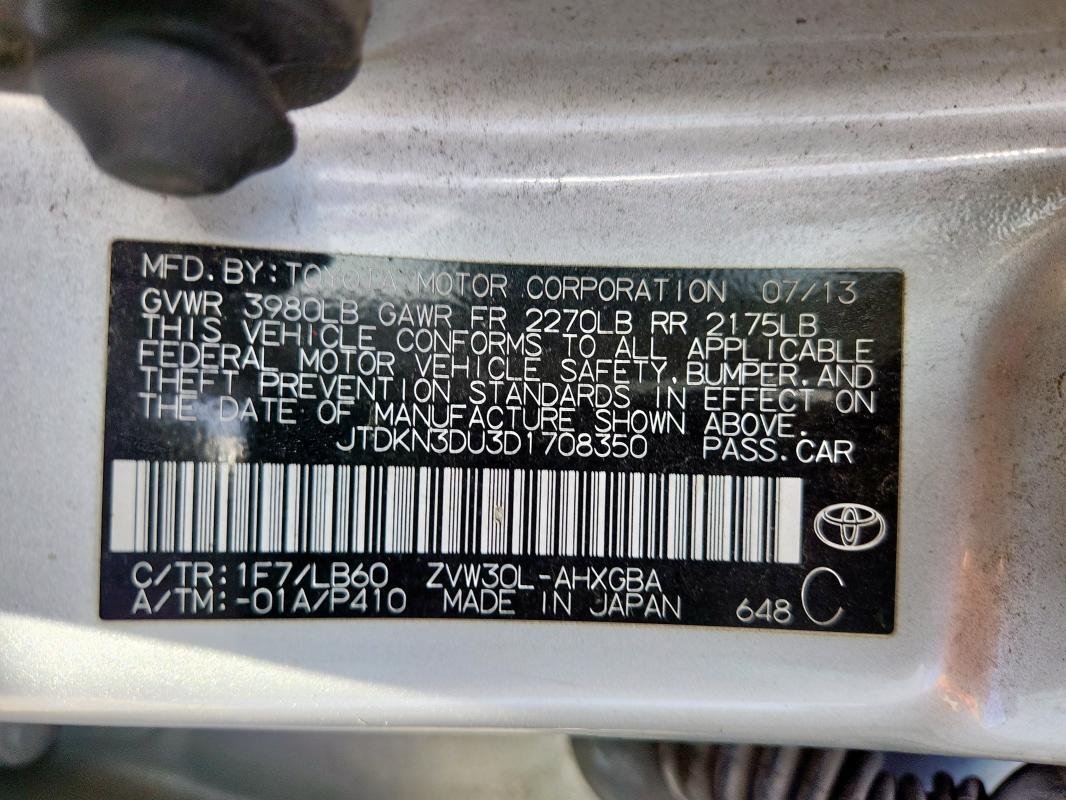 MFD.BY:TOYOTA MOTOR CORPORATION 07/13
GVWR 3980LB GAWR FR 2270LB RR 2175LB
THIS VEHICLE CONFORMS TO ALL APPLICABLE
FEDERAL MOTOR VEHICLE SAFETY,BUMPER,AND
THEFT PREVENTION STANDARDS IN EFFECT ON
THE DATE OF MANUFACTURE SHOWN ABOVE.
JTDKN3DU3D1708350 PASS.CAR
C/TR:1F7/LB60 ZVW30L-AHXGBA
A/TM:-01A/P410 MADE IN JAPAN 648 C